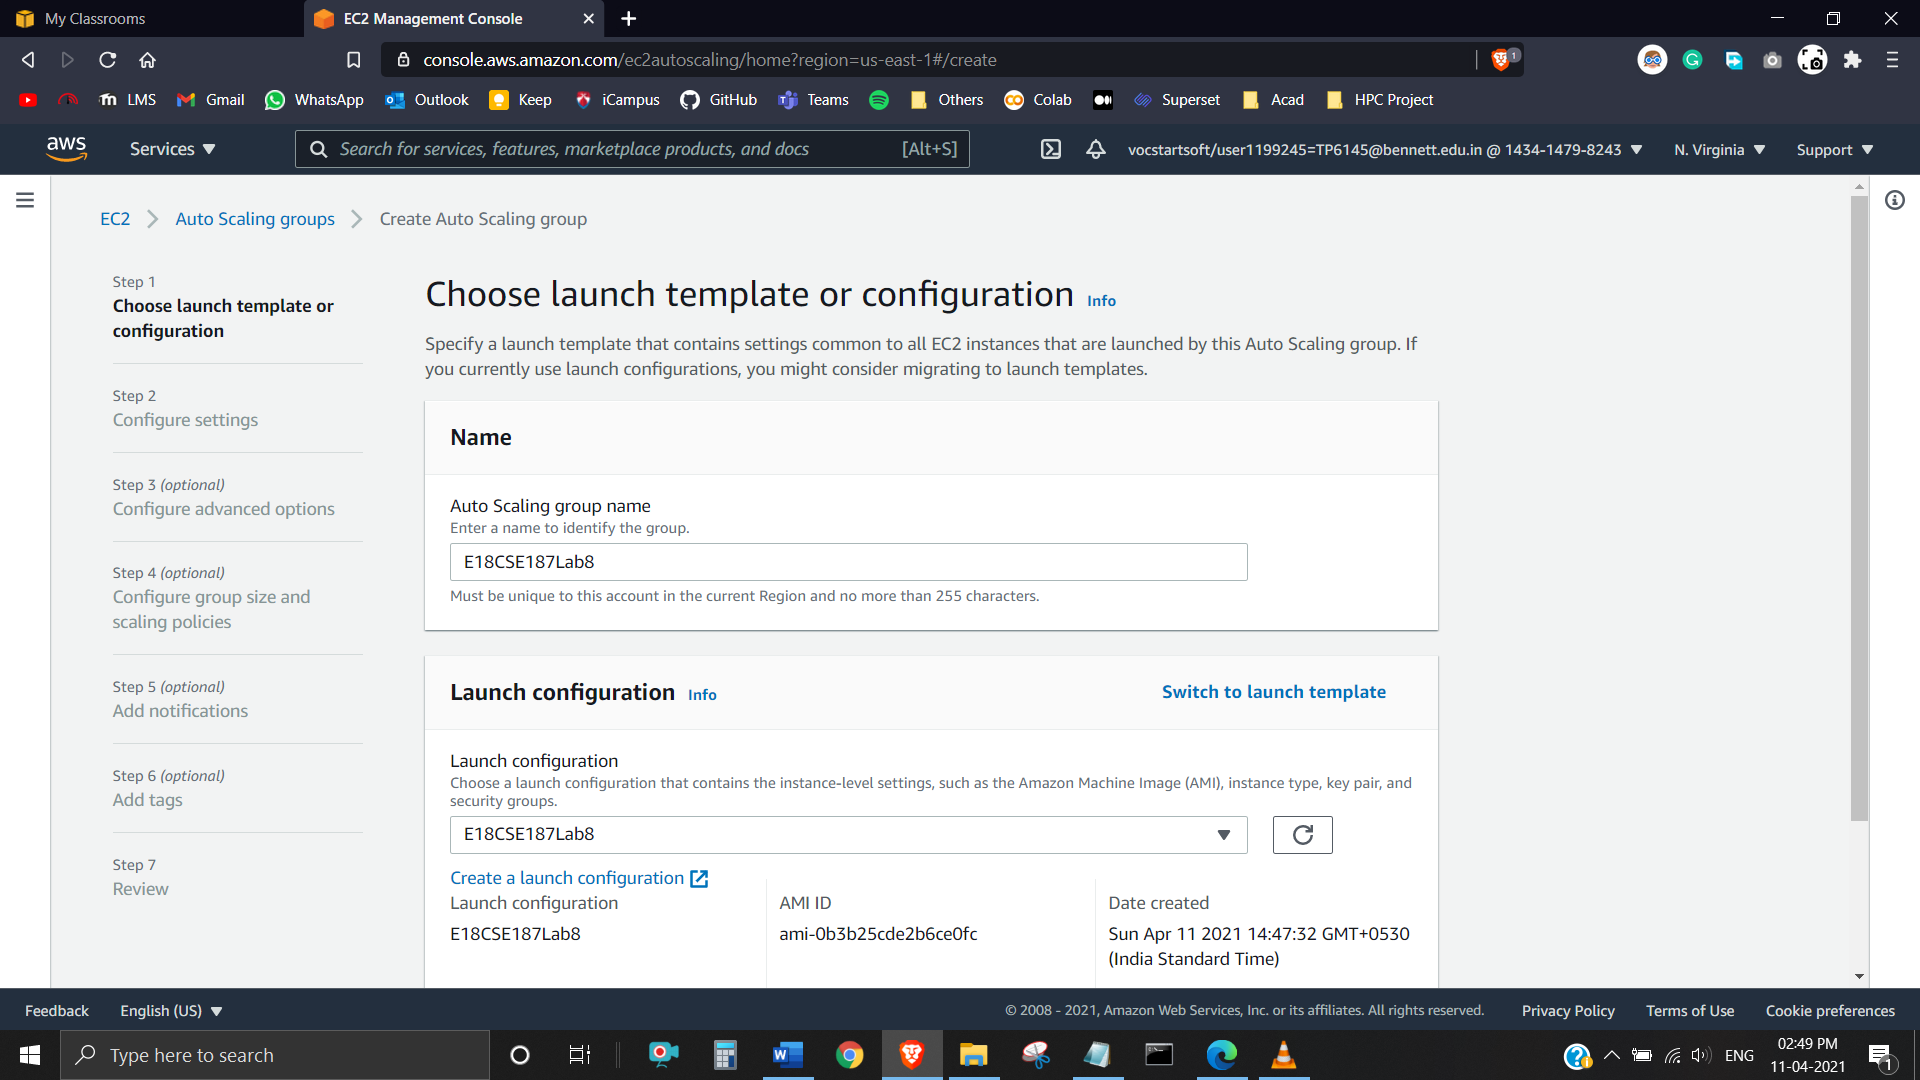 My Classrooms
EC2 Management Console
console.aws.amazon.com/ec2autoscaling/home?region=us-east-1#/create
1
LMS
Gmail
WhatsApp
Outlook
Keep
iCampus
GitHub
Teams
Others
Colab
Superset
Acad
HPC Project
aws
Services
Search for services, features, marketplace products, and docs
[Alt+S]
vocstartsoft/user1199245=TP6145@bennett.edu.in @ 1434-1479-8243
N. Virginia
Support
EC2
Auto Scaling groups
Create Auto Scaling group
Step 1
Choose launch template or
configuration
Step 2
Configure settings
Step 3 (optional)
Configure advanced options
Step 4 (optional)
Configure group size and
scaling policies
Step 5 (optional)
Add notifications
Step 6 (optional)
Add tags
Step 7
Review
Choose launch template or configuration Info
Specify a launch template that contains settings common to all EC2 instances that are launched by this Auto Scaling group. If
you currently use launch configurations, you might consider migrating to launch templates.
Name
Auto Scaling group name
Enter a name to identify the group.
E18CSE187Lab8
Must be unique to this account in the current Region and no more than 255 characters.
Launch configuration Info
Switch to launch template
Launch configuration
Choose a launch configuration that contains the instance-level settings, such as the Amazon Machine Image (AMI), instance type, key pair, and
security groups.
E18CSE187Lab8
Create a launch configuration
Launch configuration
E18CSE187Lab8
AMI ID
ami-0b3b25cde2b6ce0fc
Date created
Sun Apr 11 2021 14:47:32 GMT+0530
(India Standard Time)
Feedback
English (US)
© 2008 - 2021, Amazon Web Services, Inc. or its affiliates. All rights reserved.
Privacy Policy
Terms of Use
Cookie preferences
Type here to search
ENG
02:49 PM
11-04-2021
1